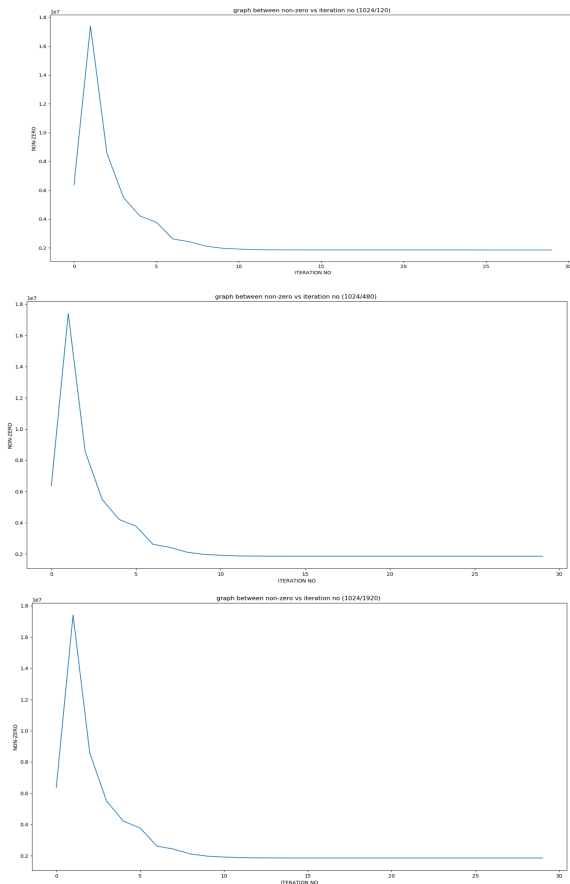 graph between non-zero vs iteration no (1024/120)
1e7
1.8
1.6
1.4
1.2
1.0
0.8
0.6
0.4
0.2
NON-ZERO
0 5 10 15 20 25 30
ITERATION NO
graph between non-zero vs iteration no (1024/480)
1e7
1.8
1.6
1.4
1.2
1.0
0.8
0.6
0.4
0.2
NON-ZERO
0 5 10 15 20 25 30
ITERATION NO
graph between non-zero vs iteration no (1024/1920)
1e7
1.8
1.6
1.4
1.2
1.0
0.8
0.6
0.4
0.2
NON-ZERO
0 5 10 15 20 25 30
ITERATION NO